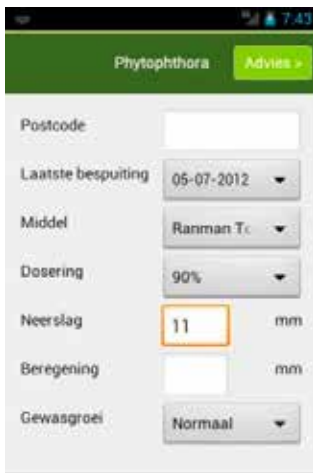 7:43
Phytophthora Advies >
Postcode
Laatste bespuiting 05-07-2012
Middel Ranman
Dosering 90%
Neerslag 11 mm
Beregening mm
Gewasgroei Normaal